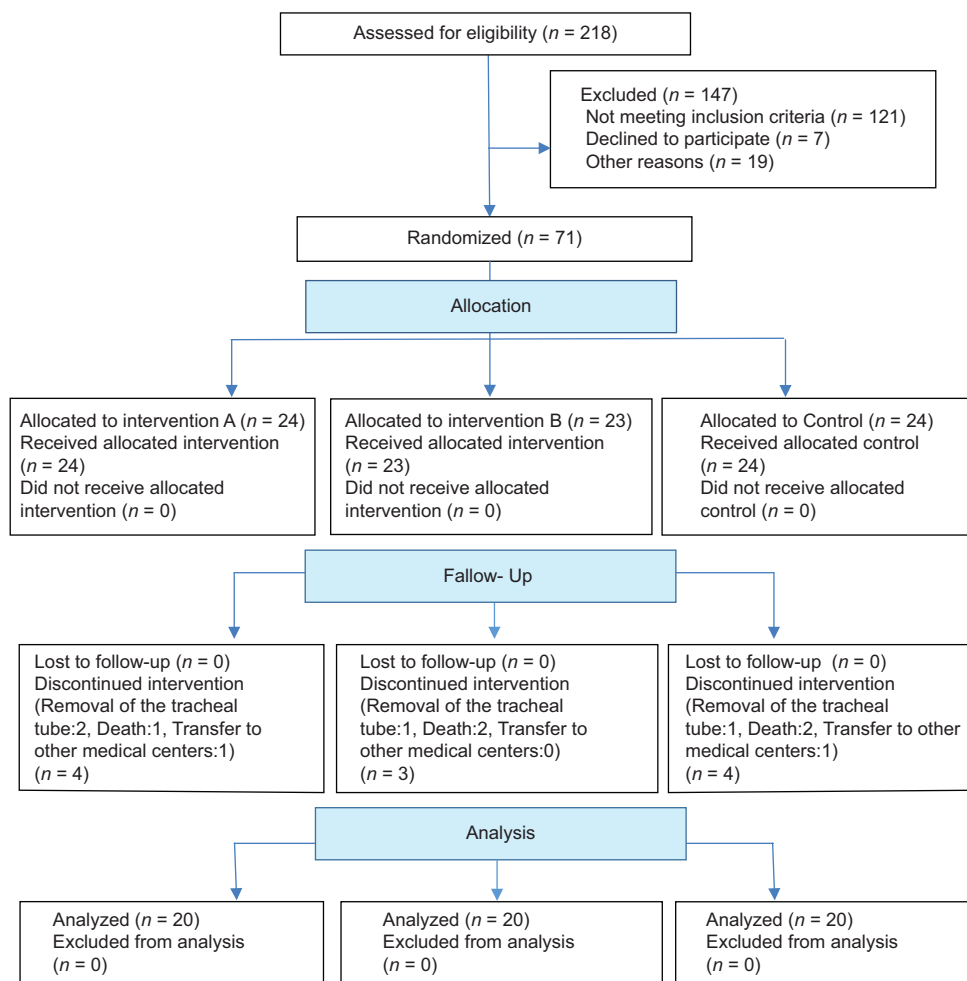 Assessed for eligibility (n = 218)
Excluded (n = 147)
Not meeting inclusion criteria (n = 121)
Declined to participate (n = 7)
Other reasons (n = 19)
Randomized (n = 71)
Allocation
Allocated to intervention A (n = 24)
Received allocated intervention
(n = 24)
Did not receive allocated
intervention (n = 0)
Allocated to intervention B (n = 23)
Received allocated intervention
(n = 23)
Did not receive allocated
intervention (n = 0)
Allocated to Control (n = 24)
Received allocated control
(n = 24)
Did not receive allocated
control (n = 0)
Fallow- Up
Lost to follow-up (n = 0)
Discontinued intervention
(Removal of the tracheal
tube:2, Death:1, Transfer to
other medical centers:1)
(n = 4)
Lost to follow-up (n = 0)
Discontinued intervention
(Removal of the tracheal
tube:1, Death:2, Transfer to
other medical centers:0)
(n = 3)
Lost to follow-up (n = 0)
Discontinued intervention
(Removal of the tracheal
tube:1, Death:2, Transfer to other
medical centers:1)
(n = 4)
Analysis
Analyzed (n = 20)
Excluded from analysis
(n = 0)
Analyzed (n = 20)
Excluded from analysis
(n = 0)
Analyzed (n = 20)
Excluded from analysis
(n = 0)